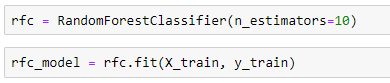 rfc = RandomForestClassifier(n_estimators=10)
rfc_model = rfc.fit(X_train, y_train)